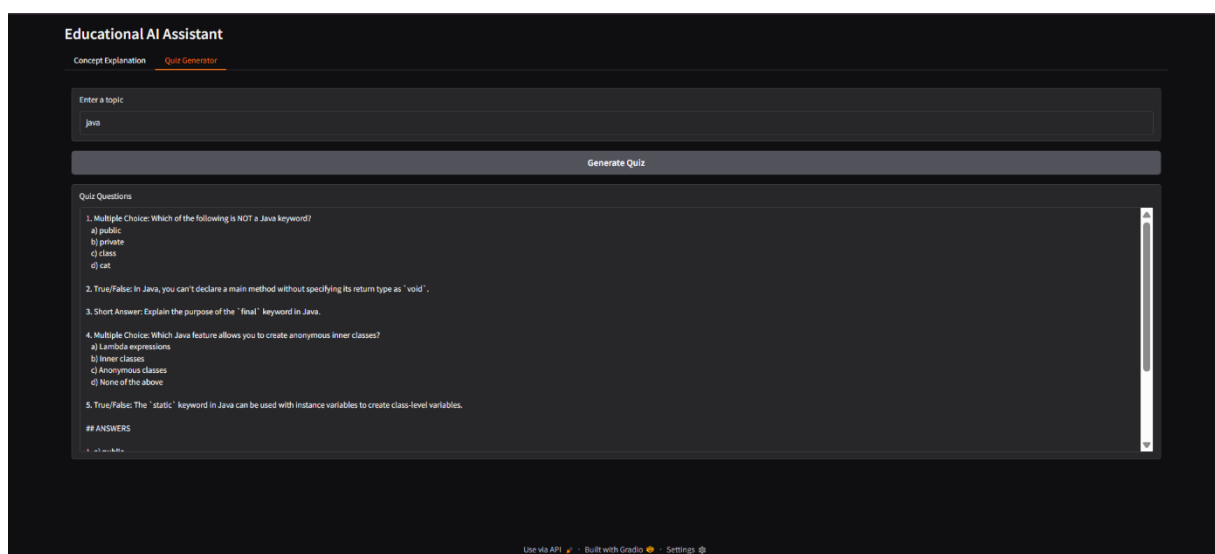 Educational AI Assistant
Concept Explanation Quiz Generator
Enter a topic
java
Generate Quiz
Quiz Questions
1. Multiple Choice: Which of the following is NOT a Java keyword?
a) public
b) private
c) class
d) cat
2. True/False: In Java, you can't declare a main method without specifying its return type as `void`.
3. Short Answer: Explain the purpose of the `final` keyword in Java.
4. Multiple Choice: Which Java feature allows you to create anonymous inner classes?
a) Lambda expressions
b) Inner classes
c) Anonymous classes
d) None of the above
5. True/False: The `static` keyword in Java can be used with instance variables to create class-level variables.
## ANSWERS
1. a) public
Use via API · Built with Gradio · Settings